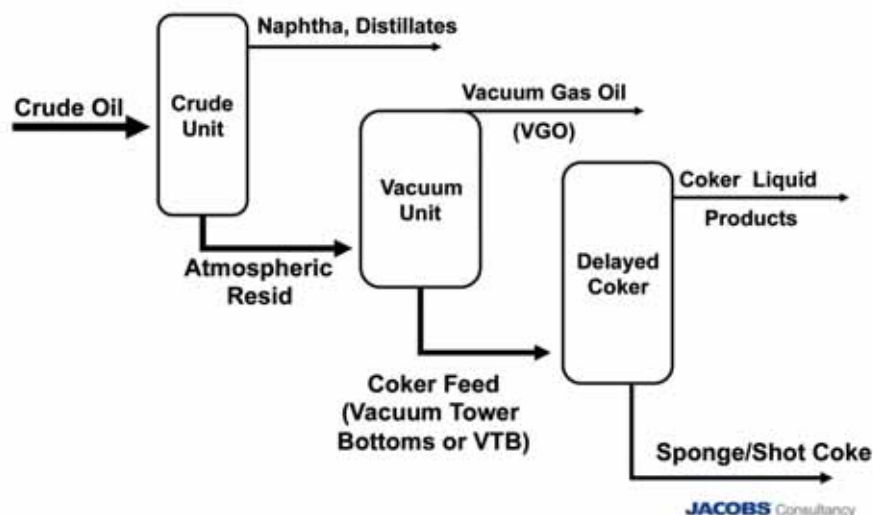 Naphtha, Distillates
Crude Oil
Crude
Unit
Vacuum Gas Oil
(VGO)
Atmospheric
Resid
Vacuum
Unit
Coker Liquid
Products
Delayed
Coker
Coker Feed
(Vacuum Tower
Bottoms or VTB)
Sponge/Shot Coke
JACOBS Consultancy